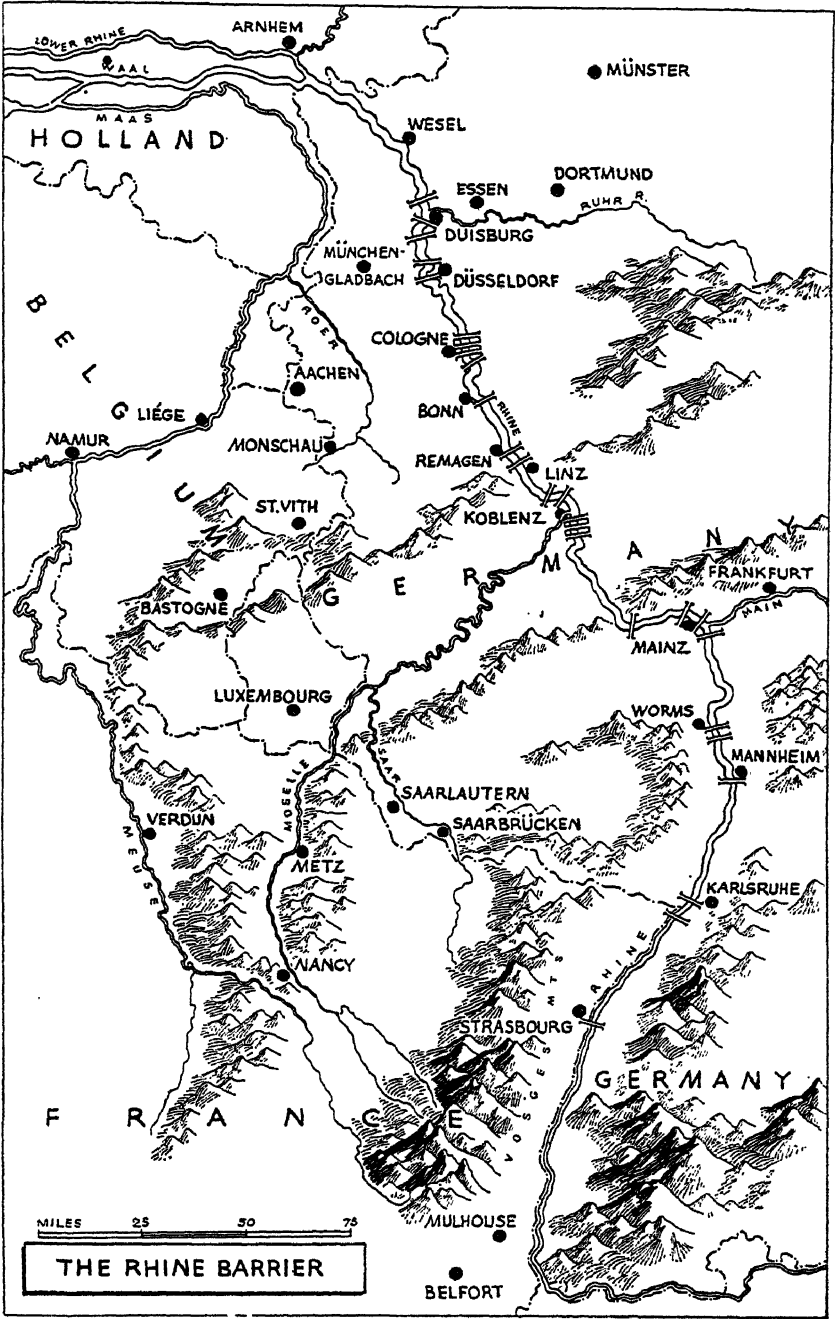 ARNHEM
LOWER RHINE
WAAL
MÜNSTER
MAAS
HOLLAND
WESEL
DORTMUND
ESSEN
RUHR R.
DUISBURG
MÜNCHEN-
GLADBACH
DÜSSELDORF
BELGIUM
ROER
COLOGNE
AACHEN
BONN
RHINE
LIÉGE
NAMUR
MONSCHAU
REMAGEN
LINZ
ST.VITH
KOBLENZ
GERMANY
FRANKFURT
BASTOGNE
MAIN
MAINZ
LUXEMBOURG
WORMS
MANNHEIM
SAAR
MOSELLE
SAARLAUTERN
VERDUN
SAARBRÜCKEN
MEUSE
METZ
KARLSRUHE
NANCY
RHINE
STRASBOURG
VOSGES MTS
GERMANY
FRANCE
MULHOUSE
MILES 25 50 75
THE RHINE BARRIER
BELFORT